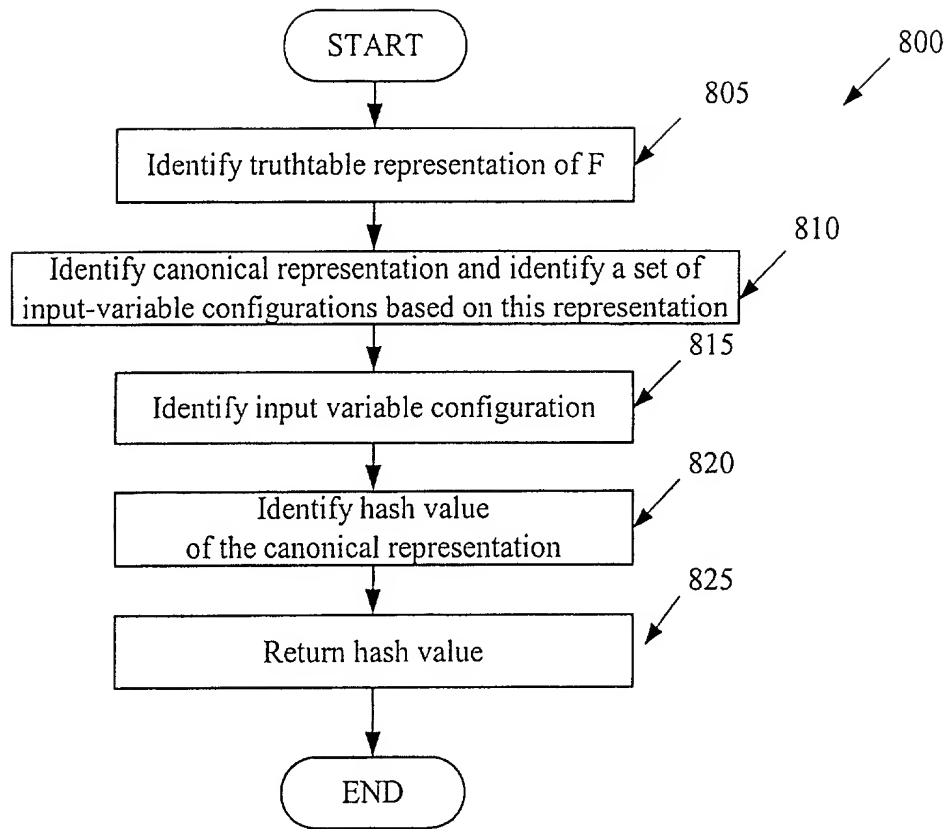 START
800
805
Identify truthtable representation of F
810
Identify canonical representation and identify a set of
input-variable configurations based on this representation
815
Identify input variable configuration
820
Identify hash value
of the canonical representation
825
Return hash value
END